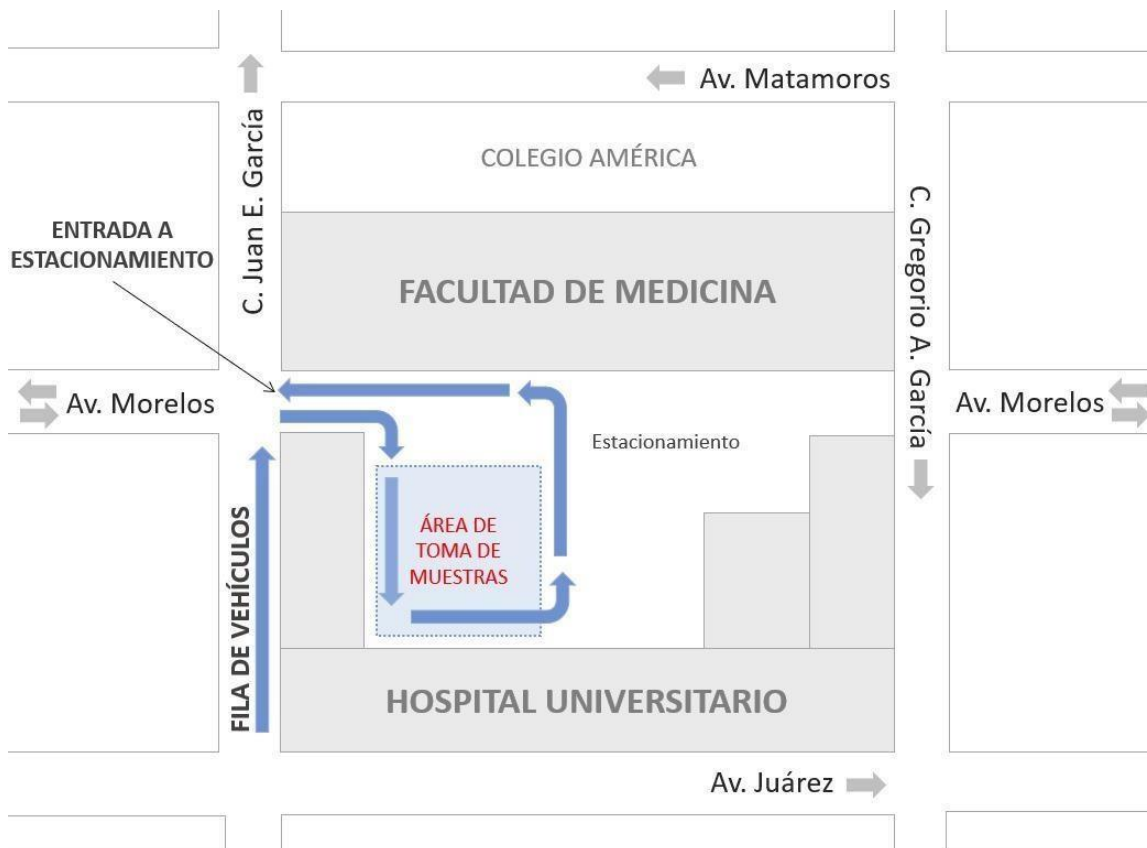 Av. Matamoros
C. Juan E. García
COLEGIO AMÉRICA
C. Gregorio A. García
ENTRADA A
ESTACIONAMIENTO
FACULTAD DE MEDICINA
Av. Morelos
Av. Morelos
Estacionamiento
FILA DE VEHÍCULOS
ÁREA DE
TOMA DE
MUESTRAS
HOSPITAL UNIVERSITARIO
Av. Juárez